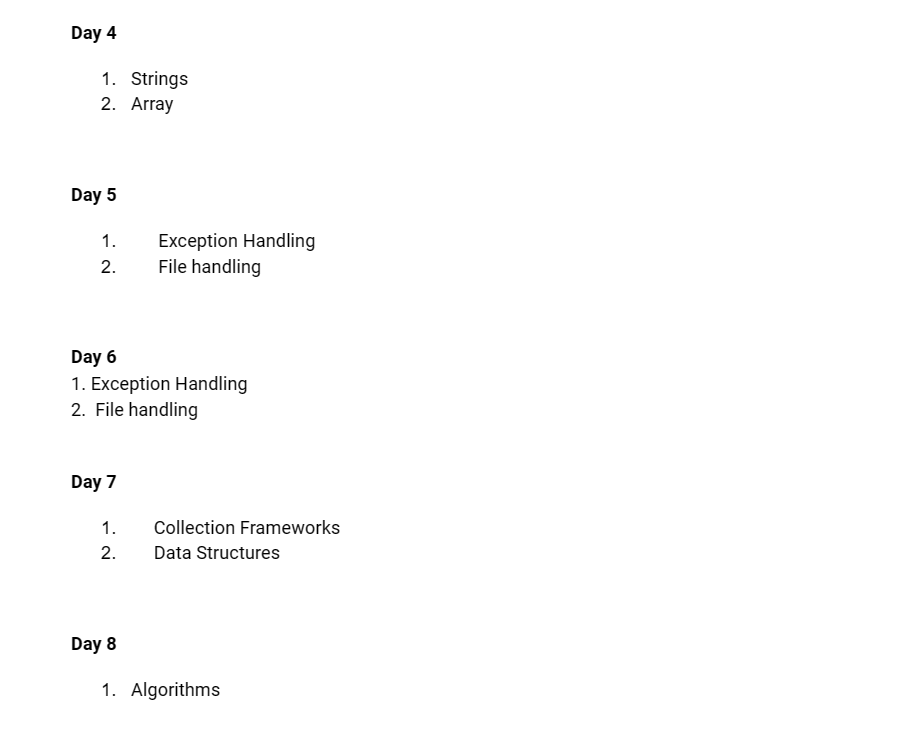 Day 4
1. Strings
2. Array
Day 5
1. Exception Handling
2. File handling
Day 6
1. Exception Handling
2. File handling
Day 7
1. Collection Frameworks
2. Data Structures
Day 8
1. Algorithms